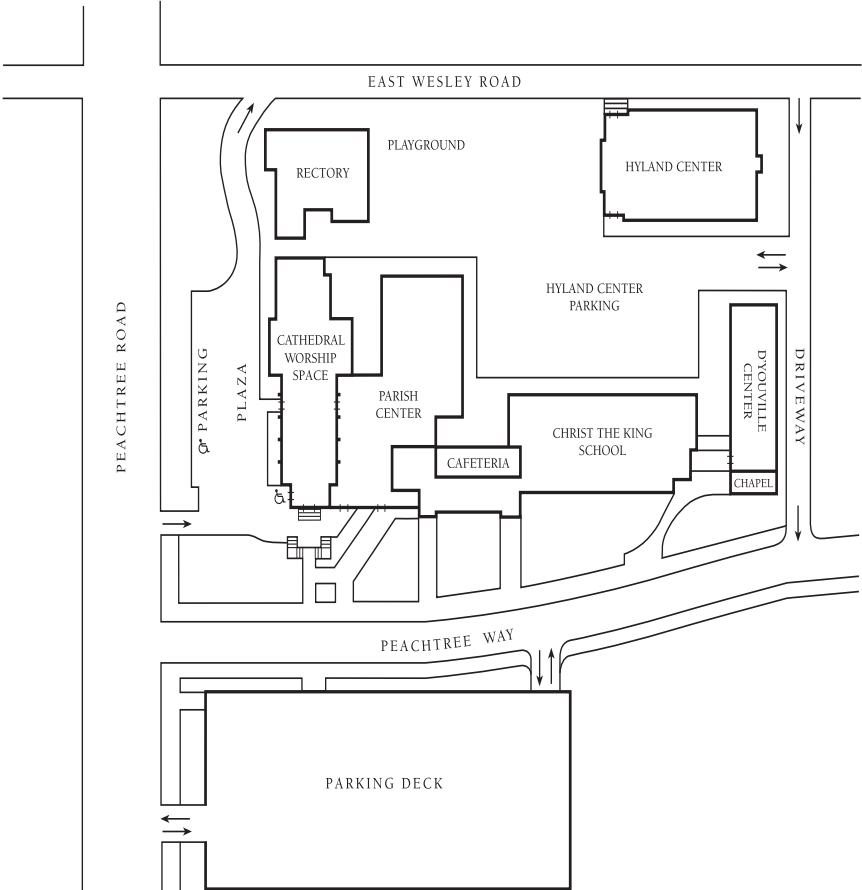 EAST WESLEY ROAD
PLAYGROUND
HYLAND CENTER
RECTORY
HYLAND CENTER
PARKING
PEACHTREE ROAD
PARKING
PLAZA
CATHEDRAL
WORSHIP
SPACE
PARISH
CENTER
D'YOUVILLE
CENTER
DRIVEWAY
CHRIST THE KING
SCHOOL
CAFETERIA
CHAPEL
PEACHTREE WAY
PARKING DECK